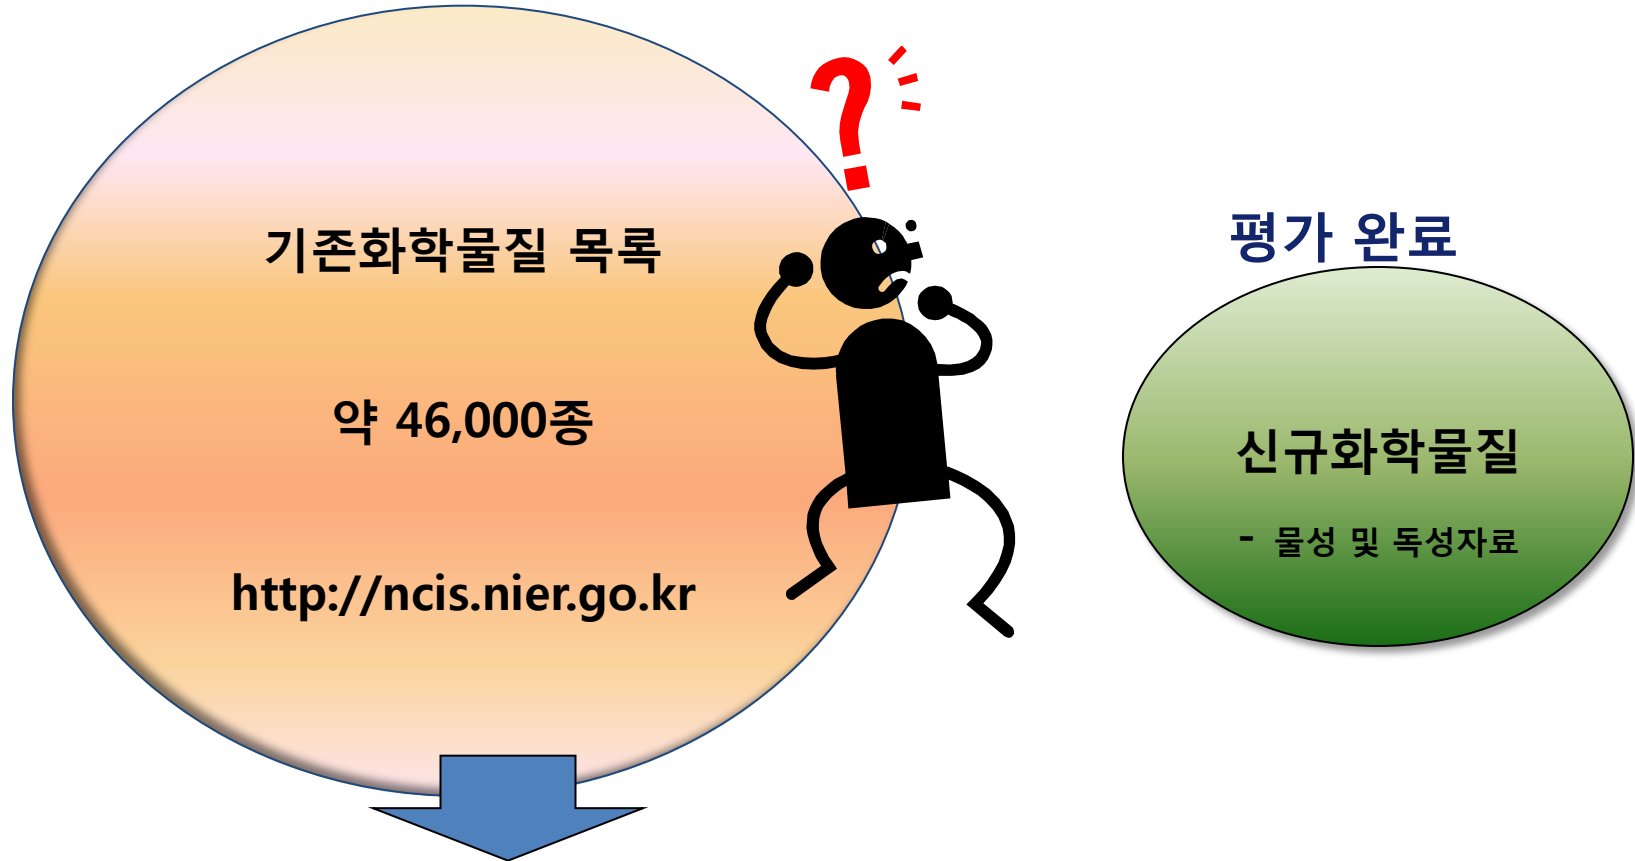 기존화학물질 목록
약 46,000종
http://ncis.nier.go.kr
?
평가 완료
신규화학물질
- 물성 및 독성자료